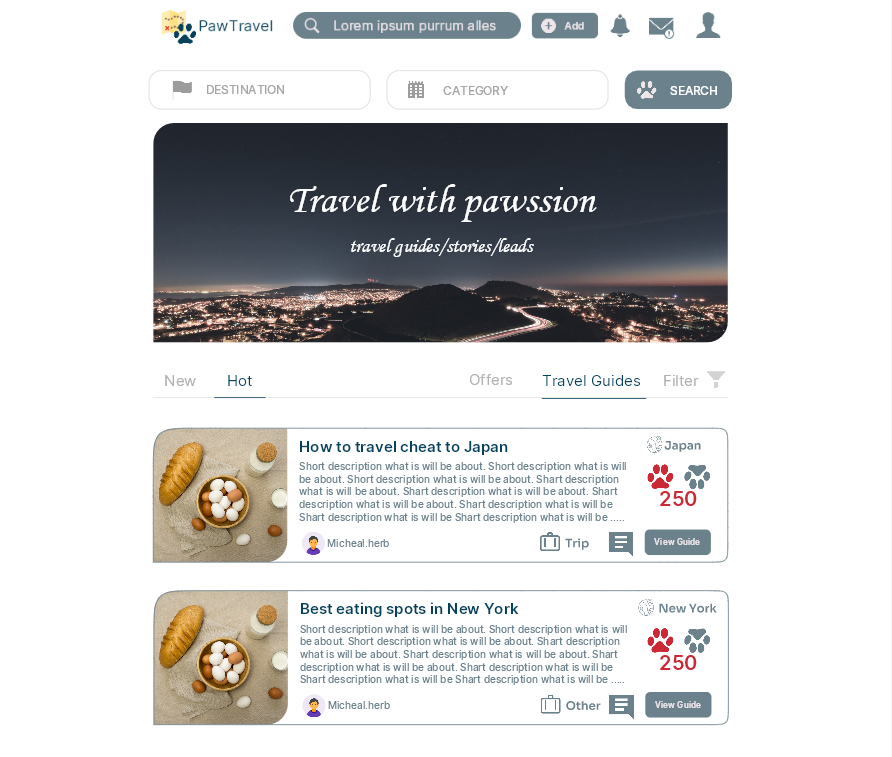 PawTravel
Lorem ipsum purrum alles
Add
DESTINATION
CATEGORY
SEARCH
Travel with pawssion
travel guides/stories/leads
New
Hot
Offers
Travel Guides
Filter
How to travel cheat to Japan
Japan
Short description what is will be about. Short description what is will
be about. Short description what is will be about. Short description
what is will be about. Shart description what is will be about. Shart
description what is will be about. Shart description what is will be
Shart description what is will be Shart description what is will be .....
250
Micheal.herb
Trip
View Guide
Best eating spots in New York
New York
Short description what is will be about. Short description what is will
be about. Short description what is will be about. Short description
what is will be about. Shart description what is will be about. Shart
description what is will be about. Shart description what is will be
Shart description what is will be Shart description what is will be .....
250
Micheal.herb
Other
View Guide